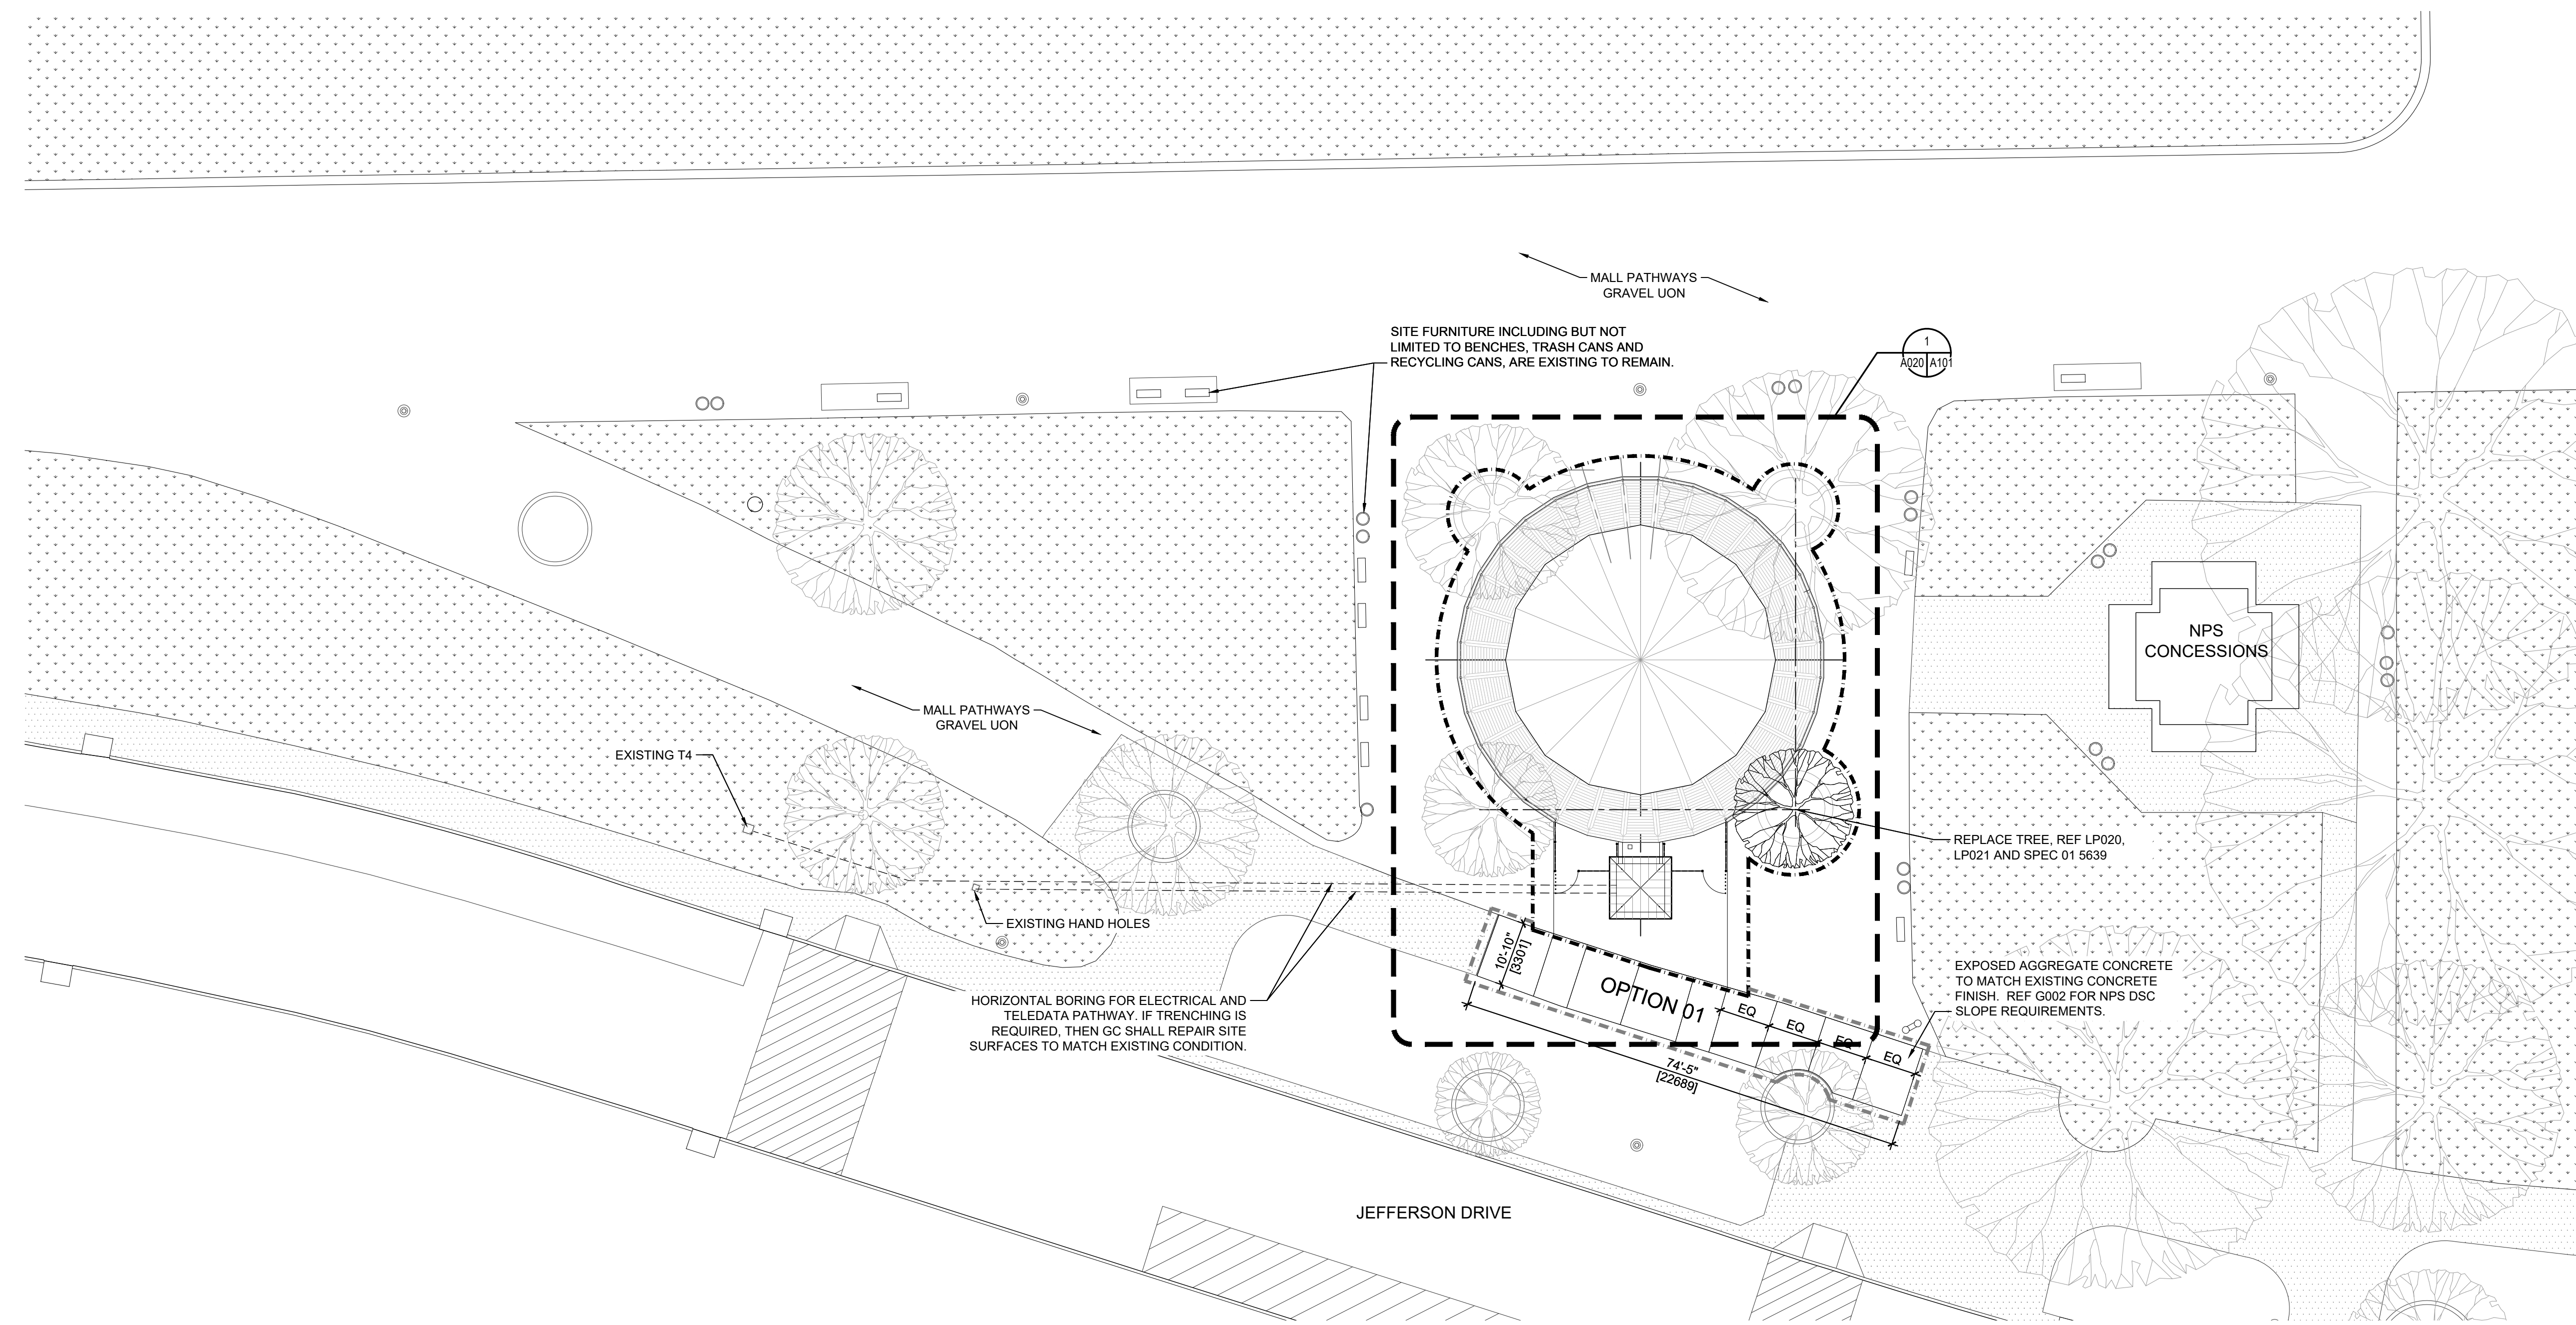 MALL PATHWAYS
GRAVEL UON
SITE FURNITURE INCLUDING BUT NOT
LIMITED TO BENCHES, TRASH CANS AND
RECYCLING CANS, ARE EXISTING TO REMAIN.
1
A020 A101
NPS
CONCESSIONS
MALL PATHWAYS
GRAVEL UON
EXISTING T4
REPLACE TREE, REF LP020,
LP021 AND SPEC 01 5639
EXISTING HAND HOLES
10'-10"
[3301]
OPTION 01
EQ
EQ
EQ
EQ
EXPOSED AGGREGATE CONCRETE
TO MATCH EXISTING CONCRETE
FINISH. REF G002 FOR NPS DSC
SLOPE REQUIREMENTS.
HORIZONTAL BORING FOR ELECTRICAL AND
TELEDATA PATHWAY. IF TRENCHING IS
REQUIRED, THEN GC SHALL REPAIR SITE
SURFACES TO MATCH EXISTING CONDITION.
74'-5"
[22689]
JEFFERSON DRIVE